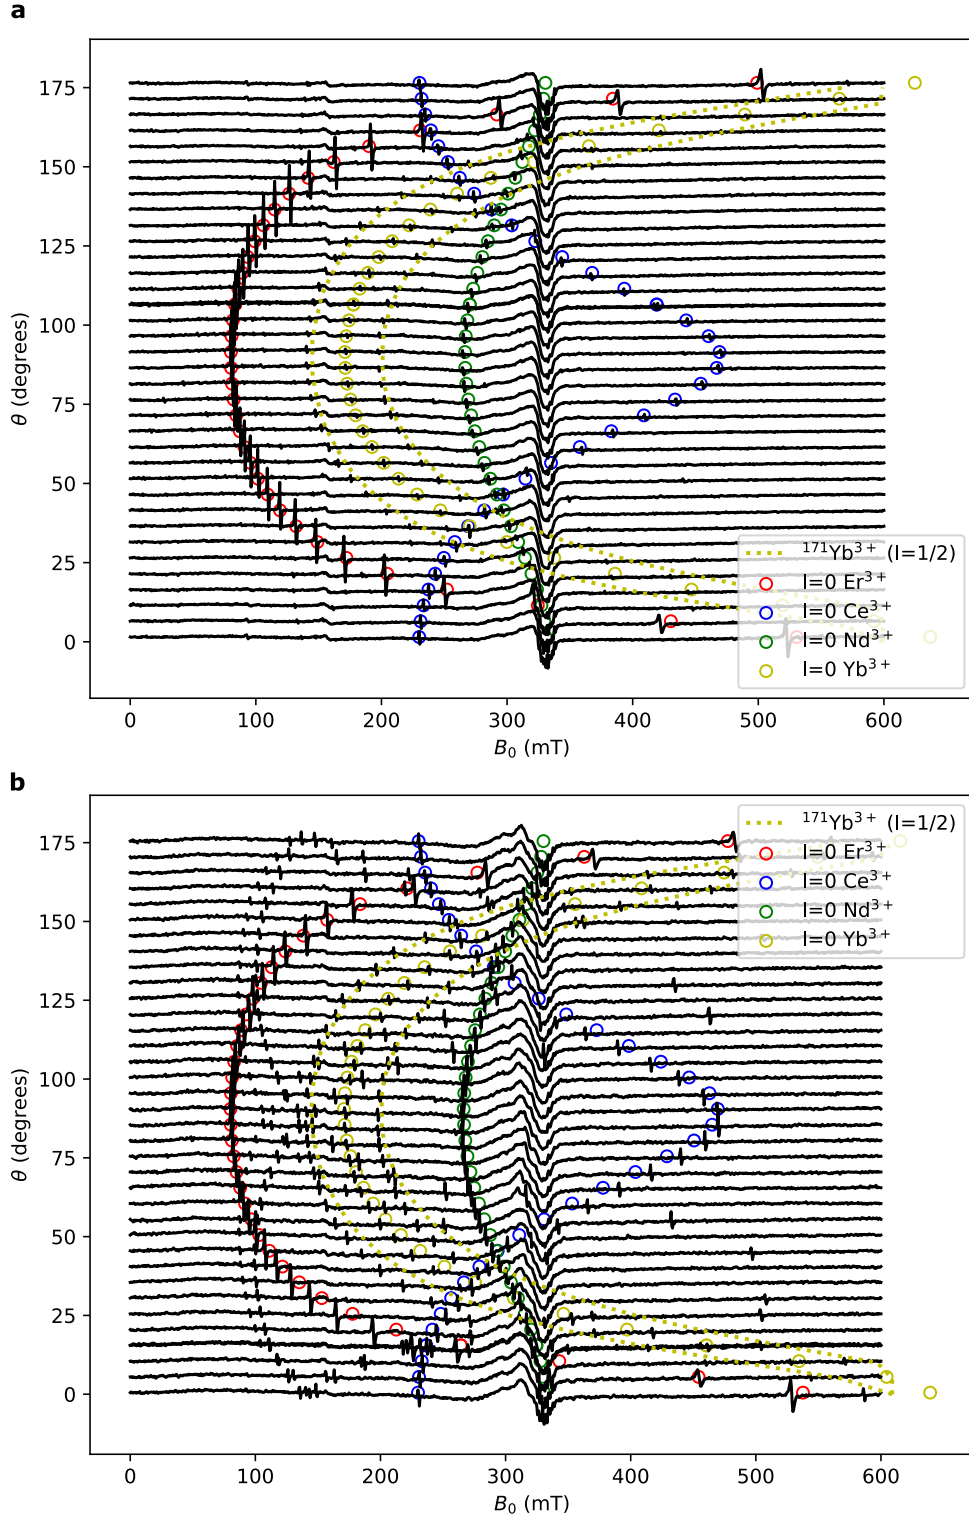 a
175
150
125
100
75
50
25
0
θ (degrees)
¹⁷¹Yb³⁺ (I=1/2)
I=0 Er³⁺
I=0 Ce³⁺
I=0 Nd³⁺
I=0 Yb³⁺
0 100 200 300 400 500 600
B₀ (mT)
b
¹⁷¹Yb³⁺ (I=1/2)
I=0 Er³⁺
I=0 Ce³⁺
I=0 Nd³⁺
I=0 Yb³⁺
175
150
125
100
75
50
25
0
θ (degrees)
0 100 200 300 400 500 600
B₀ (mT)